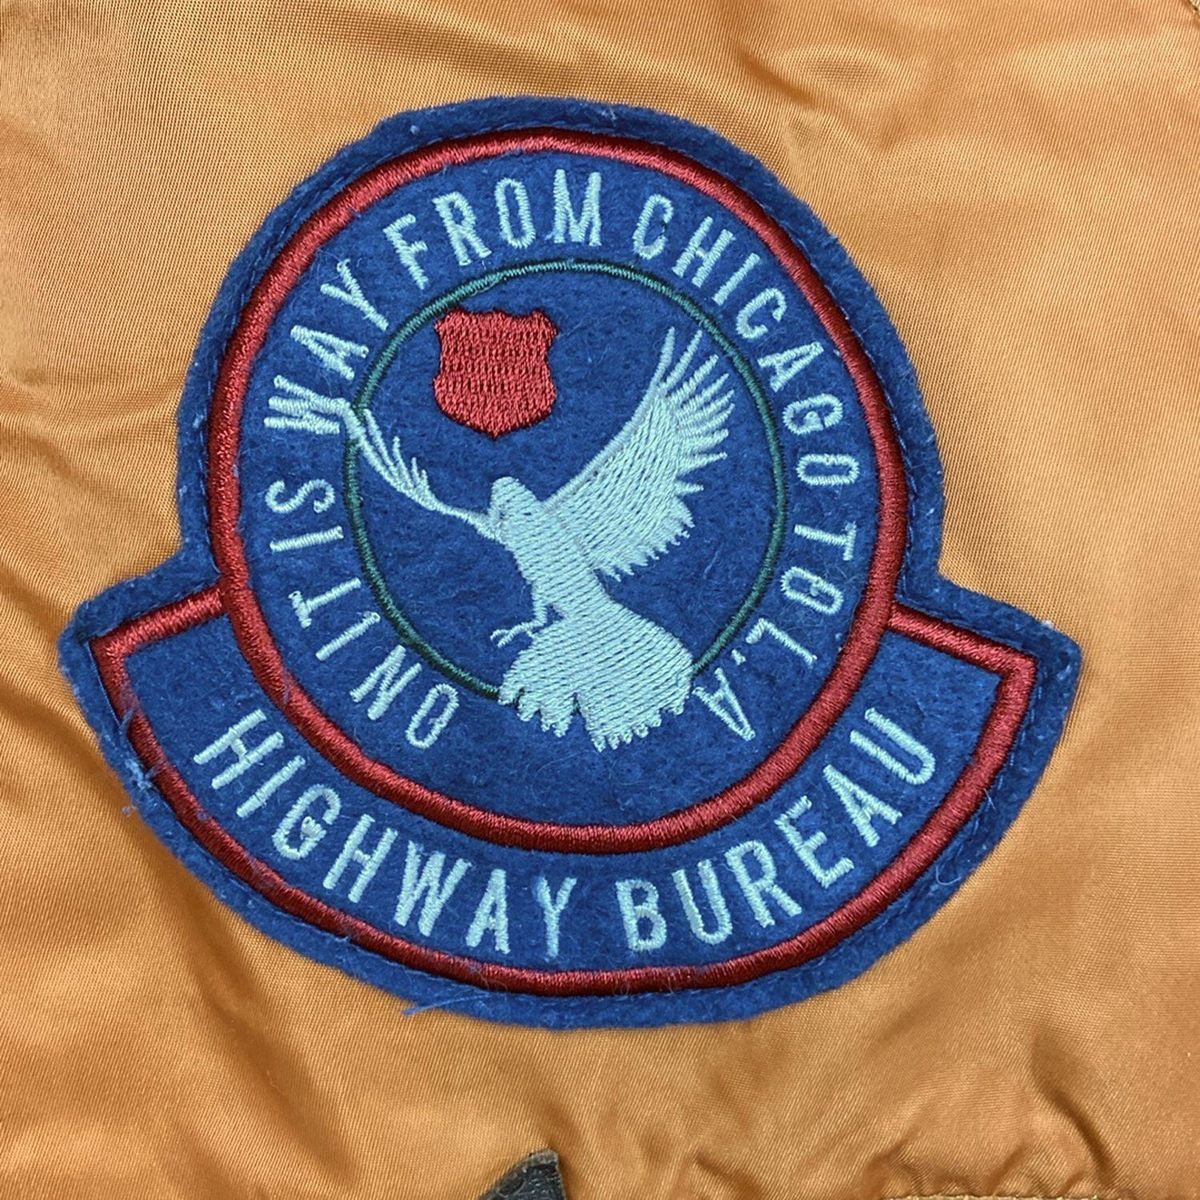 ON IT IS WAY FROM CHICAGO TO L.A
HIGHWAY BUREAU